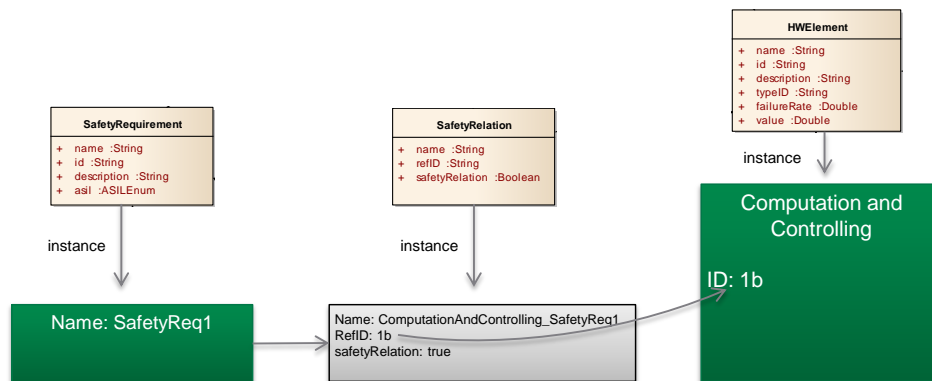 HWElement
+ name :String
+ id :String
+ description :String
+ typeID :String
+ failureRate :Double
+ value :Double
SafetyRequirement
+ name :String
+ id :String
+ description :String
+ asil :ASILEnum
SafetyRelation
+ name :String
+ refID :String
+ safetyRelation :Boolean
instance
instance
instance
Computation and
Controlling
ID: 1b
Name: SafetyReq1
Name: ComputationAndControlling_SafetyReq1
RefID: 1b
safetyRelation: true